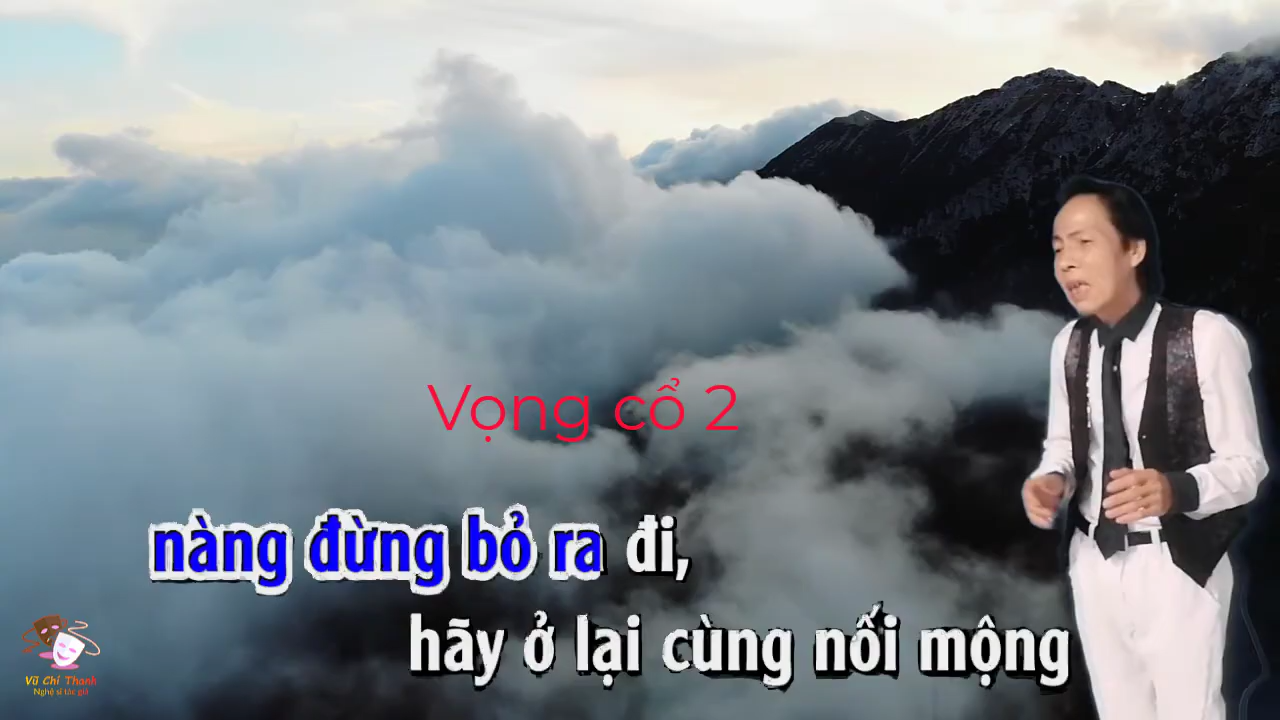 Vọng cổ 2
nàng đừng bỏ ra đi,
hãy ở lại cùng nối mộng
Vũ Chí Thanh
Nghệ sĩ tác giả